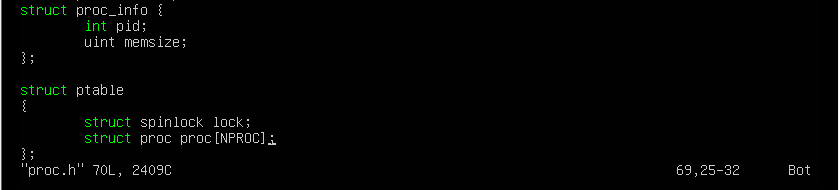 struct proc_info {
        int pid;
        uint memsize;
};

struct ptable
{
        struct spinlock lock;
        struct proc proc[NPROC];
};
"proc.h" 70L, 2409C                                                           69,25-32      Bot